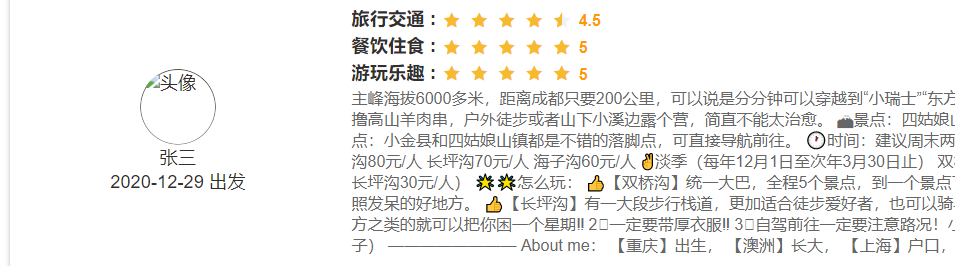 旅行交通：4.5
餐饮住食：5
游玩乐趣：5
头像
张三
2020-12-29 出发
主峰海拔6000多米，距离成都只要200公里，可以说是分分钟可以穿越到“小瑞士”“东方
撸高山羊肉串，户外徒步或者山下小溪边露个营，简直不能太治愈。 景点：四姑娘山
点：小金县和四姑娘山镇都是不错的落脚点，可直接导航前往。 时间：建议周末两
沟80元/人 长坪沟70元/人 海子沟60元/人 ✌淡季（每年12月1日至次年3月30日止） 双
长坪沟30元/人） 🌟🌟怎么玩： 👍【双桥沟】统一大巴，全程5个景点，到一个景点
照发呆的好地方。 👍【长坪沟】有一大段步行栈道，更加适合徒步爱好者，也可以骑
方之类的就可以把你困一个星期‼ 2一定要带厚衣服‼ 3自驾前往一定要注意路况！
子） ———————— About me： 【重庆】出生， 【澳洲】长大， 【上海】户口，